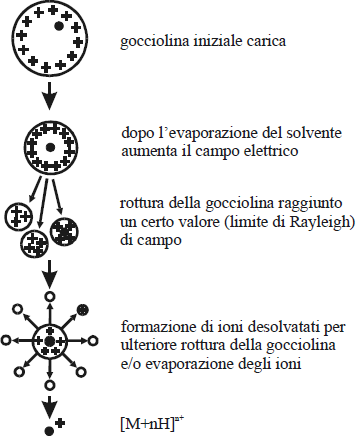 gocciolina iniziale carica
dopo l'evaporazione del solvente
aumenta il campo elettrico
rottura della gocciolina raggiunto
un certo valore (limite di Rayleigh)
di campo
formazione di ioni desolvatati per
ulteriore rottura della gocciolina
e/o evaporazione degli ioni
[M+nH]ⁿ⁺